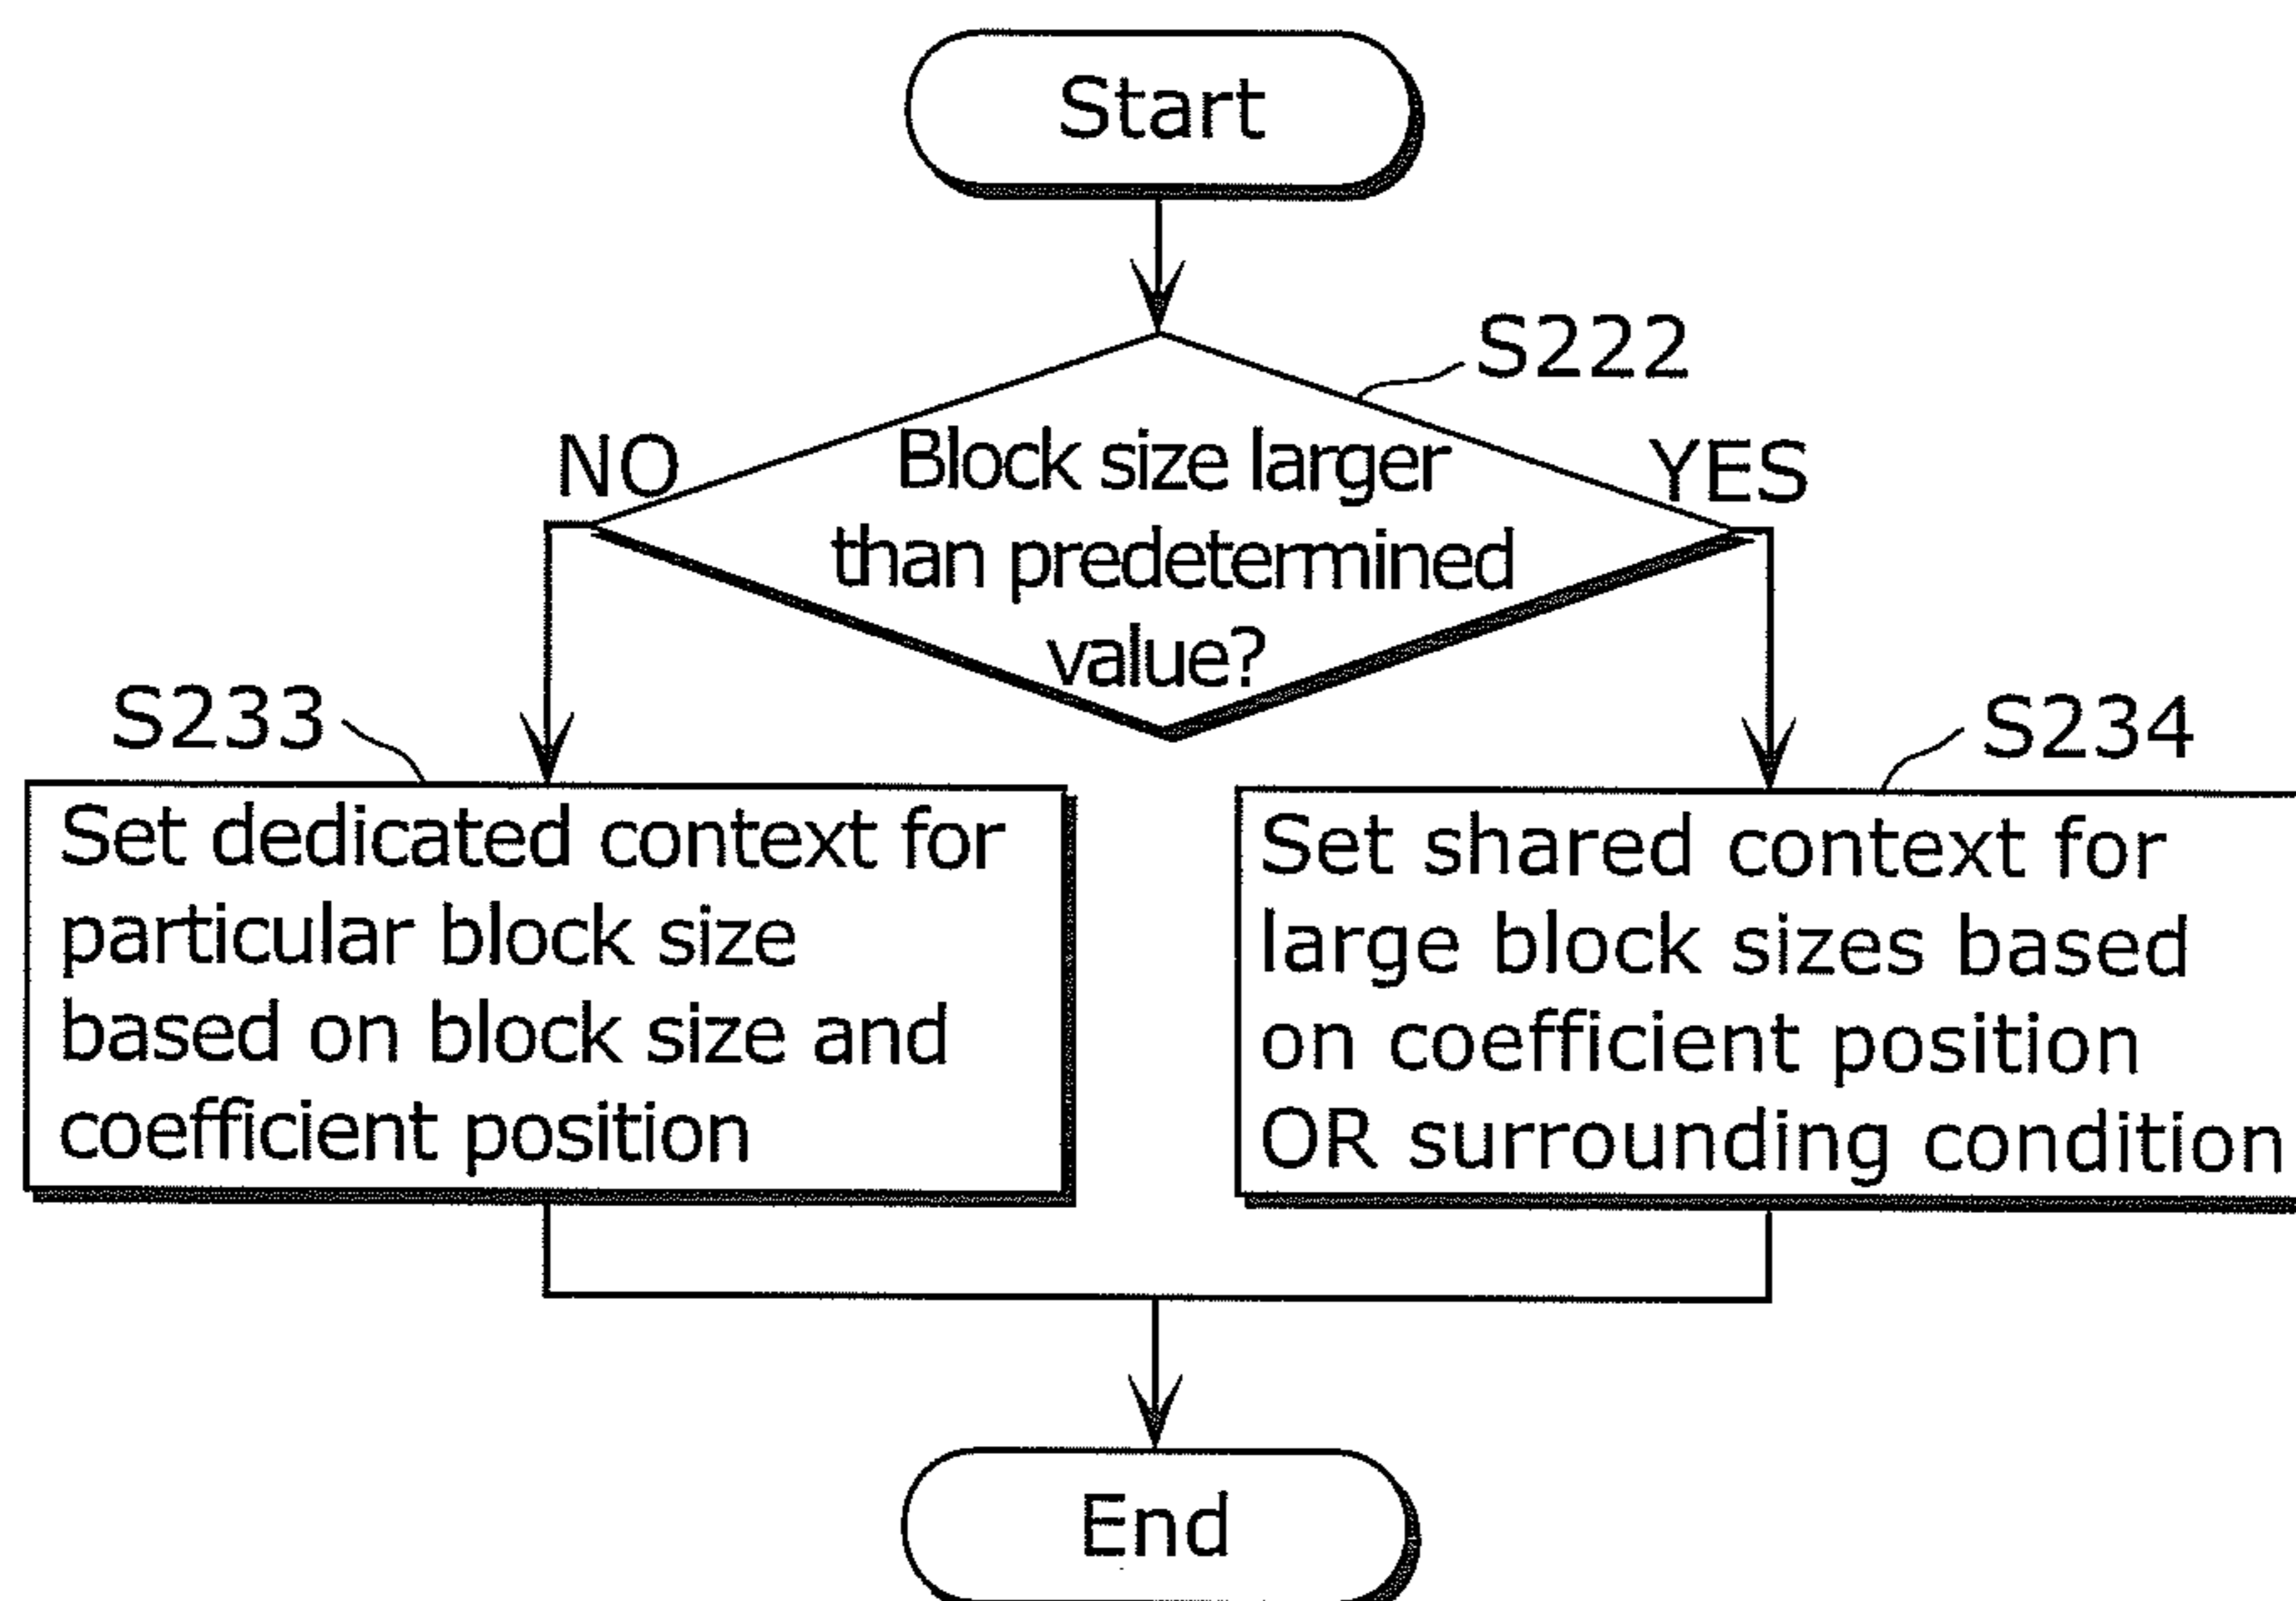 Start
S222
NO
YES
Block size larger
than predetermined
value?
S233
S234
Set dedicated context for
particular block size
based on block size and
coefficient position
Set shared context for
large block sizes based
on coefficient position
OR surrounding condition
End